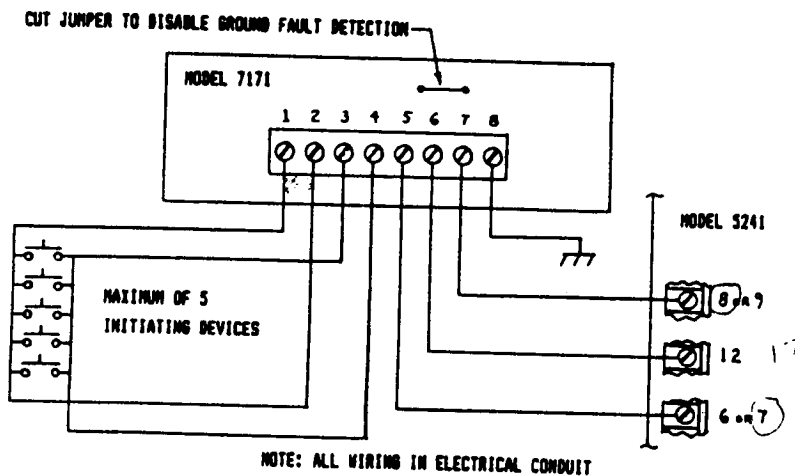 CUT JUMPER TO DISABLE GROUND FAULT DETECTION
MODEL 7171
1 2 3 4 5 6 7 8
MODEL 5241
MAXIMUM OF 5
INITIATING DEVICES
8 or 9
12
6 or 7
NOTE: ALL WIRING IN ELECTRICAL CONDUIT